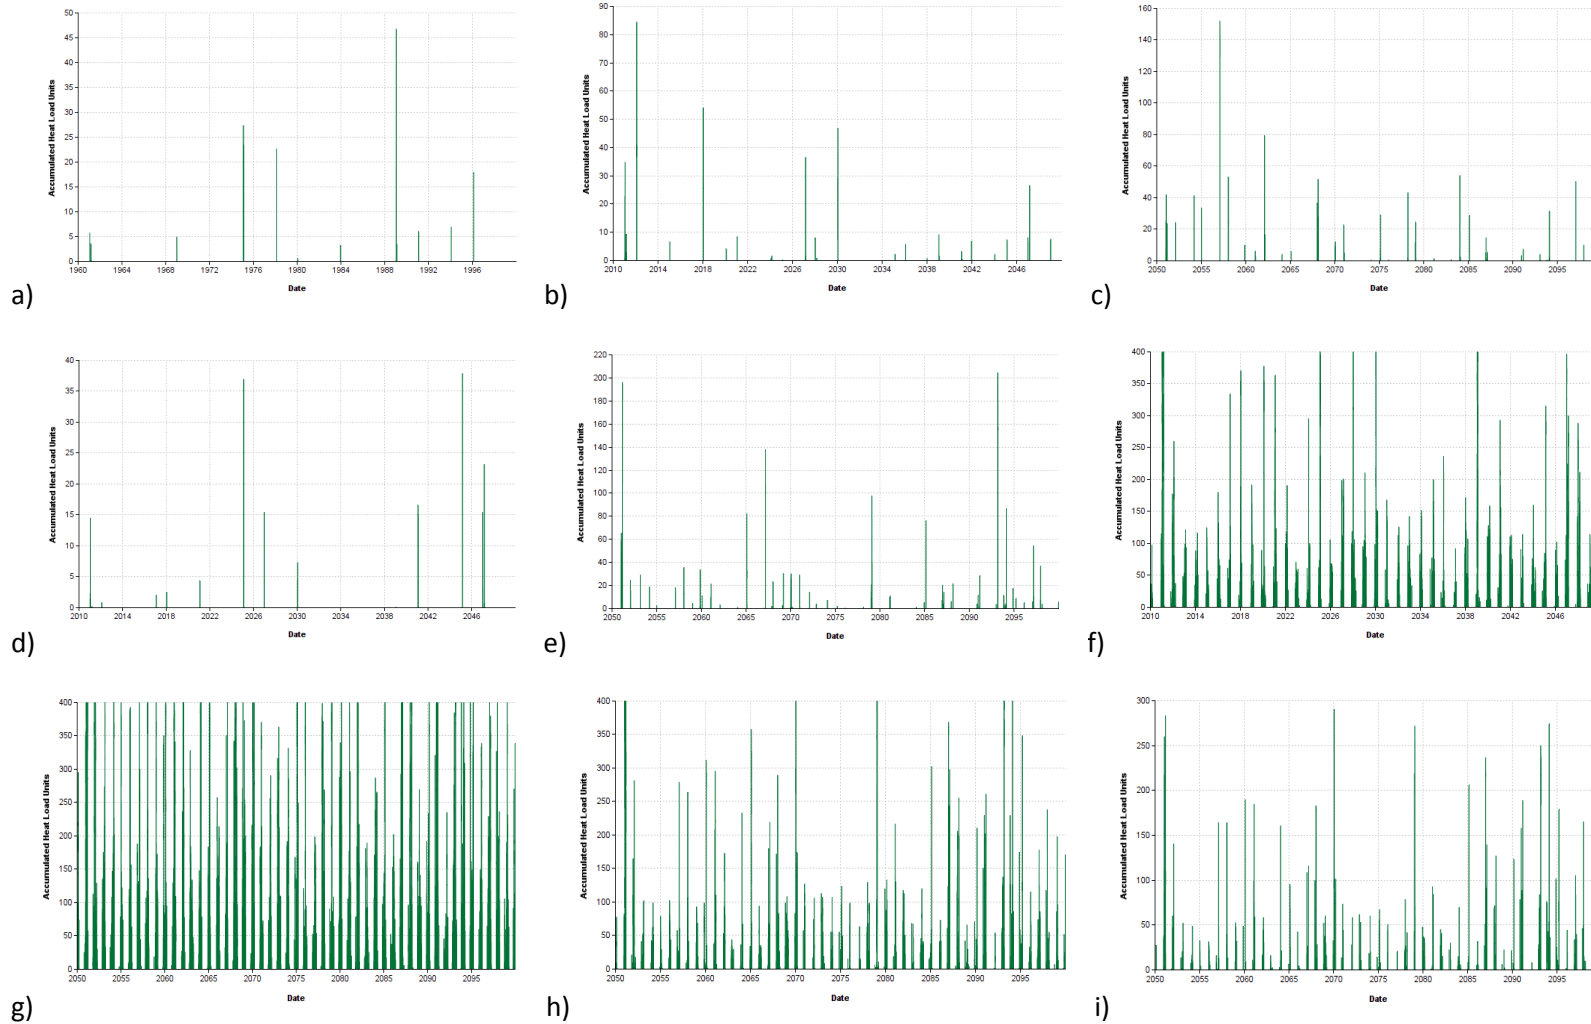 50
45
40
35
30
25
20
15
10
5
0
Accumulated Heat Load Units
1960 1964 1968 1972 1976 1980 1984 1988 1992 1996
Date
a)
90
80
70
60
50
40
30
20
10
0
Accumulated Heat Load Units
2010 2014 2018 2022 2026 2030 2034 2038 2042 2046
Date
b)
160
140
120
100
80
60
40
20
0
Accumulated Heat Load Units
2050 2055 2060 2065 2070 2075 2080 2085 2090 2095
Date
c)
40
35
30
25
20
15
10
5
0
Accumulated Heat Load Units
2010 2014 2018 2022 2026 2030 2034 2038 2042 2046
Date
d)
220
200
180
160
140
120
100
80
60
40
20
0
Accumulated Heat Load Units
2050 2055 2060 2065 2070 2075 2080 2085 2090 2095
Date
e)
400
350
300
250
200
150
100
50
0
Accumulated Heat Load Units
2010 2014 2018 2022 2026 2030 2034 2038 2042 2046
Date
f)
400
350
300
250
200
150
100
50
0
Accumulated Heat Load Units
2050 2055 2060 2065 2070 2075 2080 2085 2090 2095
Date
g)
400
350
300
250
200
150
100
50
0
Accumulated Heat Load Units
2050 2055 2060 2065 2070 2075 2080 2085 2090 2095
Date
h)
300
250
200
150
100
50
0
Accumulated Heat Load Units
2050 2055 2060 2065 2070 2075 2080 2085 2090 2095
Date
i)